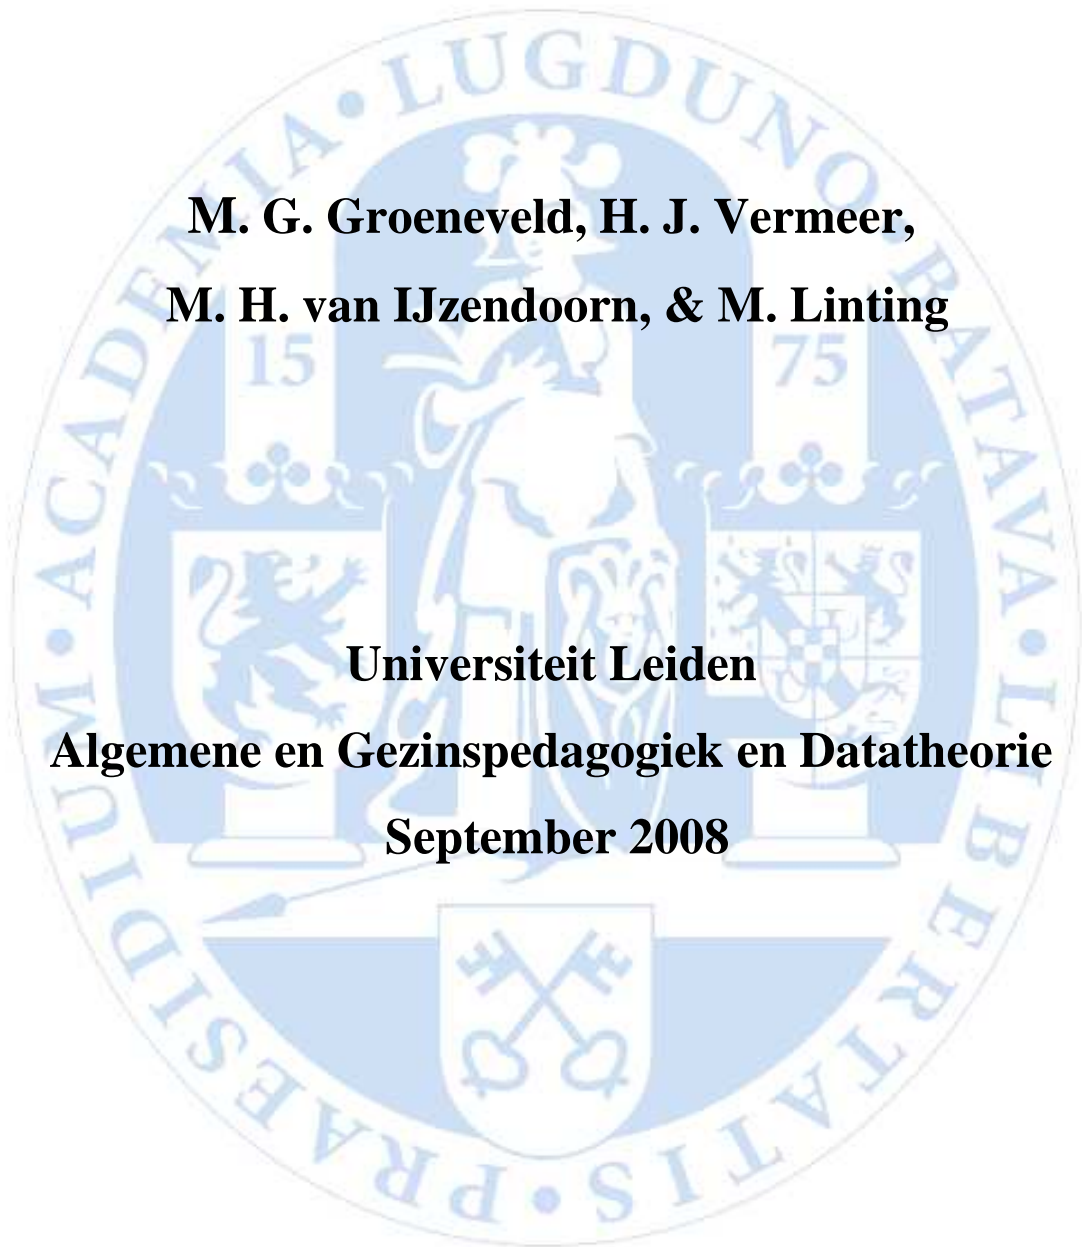 ACADEMIA • LUGDUNO • BATAVA • LIBERTATIS • PRAESIDIUM •
M. G. Groeneveld, H. J. Vermeer,
M. H. van IJzendoorn, & M. Linting
15 75
Universiteit Leiden
Algemene en Gezinspedagogiek en Datatheorie
September 2008